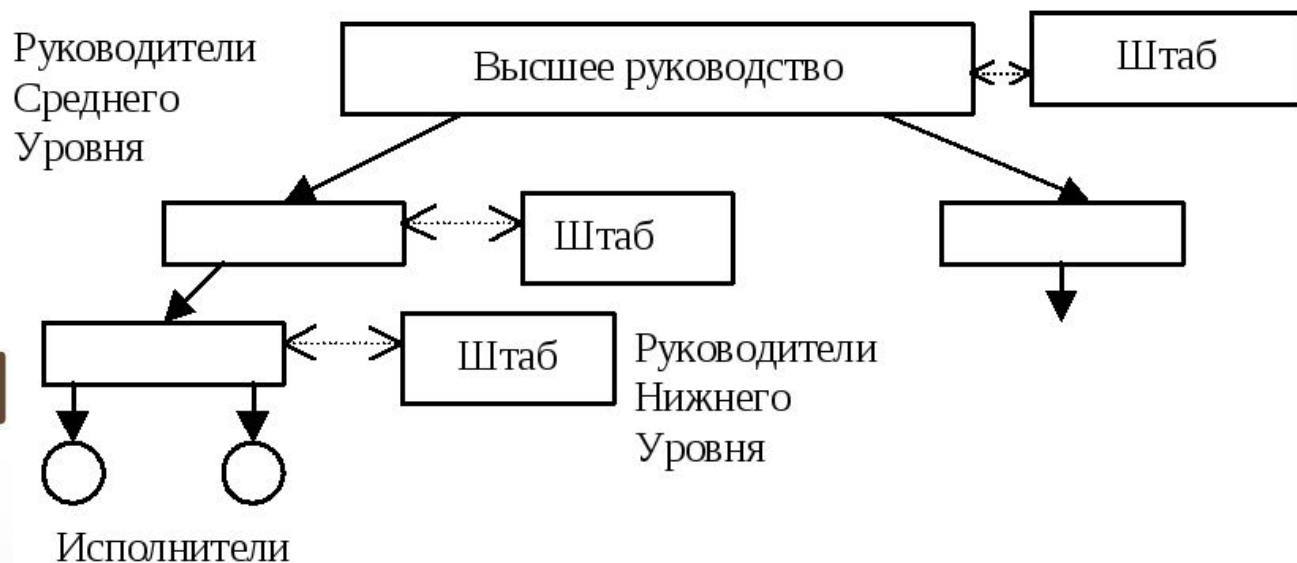 Руководители
Среднего
Уровня
Высшее руководство
Штаб
Штаб
Штаб
Руководители
Нижнего
Уровня
Исполнители